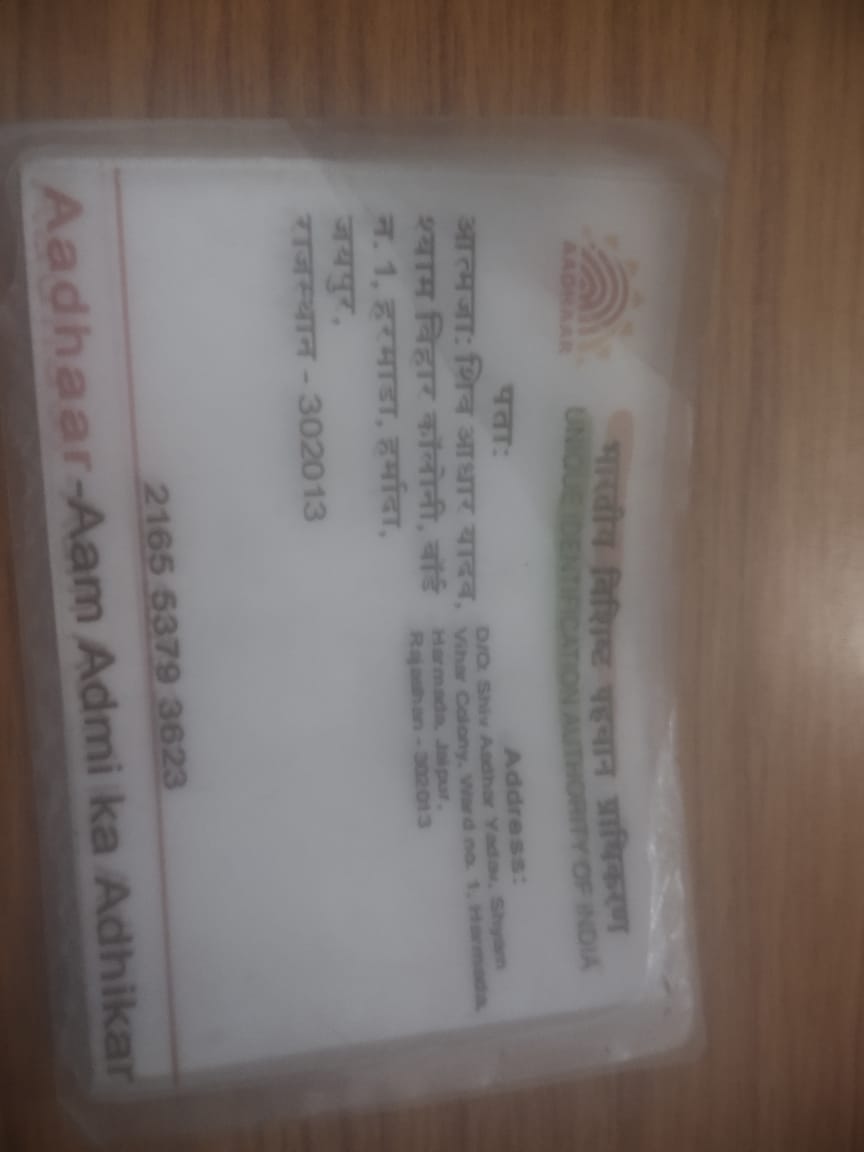 AADHAAR
भारतीय विशिष्ट पहचान प्राधिकरण
UNIQUE IDENTIFICATION AUTHORITY OF INDIA
पता:
आत्मजा: शिव आधार यादव,
श्याम विहार कॉलोनी, वॉर्ड
न. 1, हरमाडा, हर्मादा,
जयपुर,
राजस्थान - 302013
Address:
D/O: Shiv Aadhar Yadav, Shyam
Vihar Colony, Ward no. 1, Harmada,
Harmada, Jaipur,
Rajasthan - 302013
2165 5379 3623
Aadhaar-Aam Admi ka Adhikar